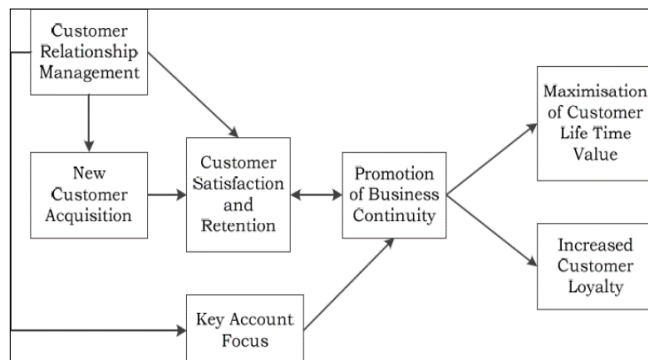 Customer
Relationship
Management
New
Customer
Acquisition
Customer
Satisfaction
and
Retention
Key Account
Focus
Promotion
of Business
Continuity
Maximisation
of Customer
Life Time
Value
Increased
Customer
Loyalty